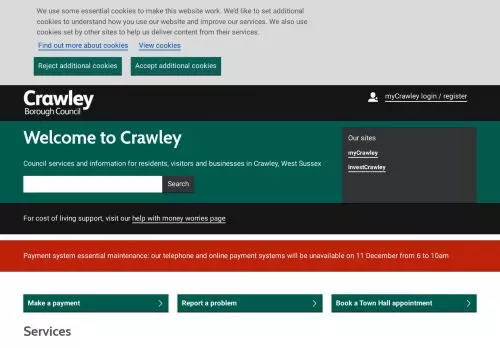 We use some essential cookies to make this website work. We'd like to set additional
cookies to understand how you use our website and improve our services. We also use
cookies set by other sites to help us deliver content from their services.
Find out more about cookies View cookies
Reject additional cookies Accept additional cookies
Crawley
Borough Council
myCrawley login / register
Welcome to Crawley
Council services and information for residents, visitors and businesses in Crawley, West Sussex
Search
Our sites
myCrawley
investCrawley
For cost of living support, visit our help with money worries page
Payment system essential maintenance: our telephone and online payment systems will be unavailable on 11 December from 6 to 10am
Make a payment Report a problem Book a Town Hall appointment
Services